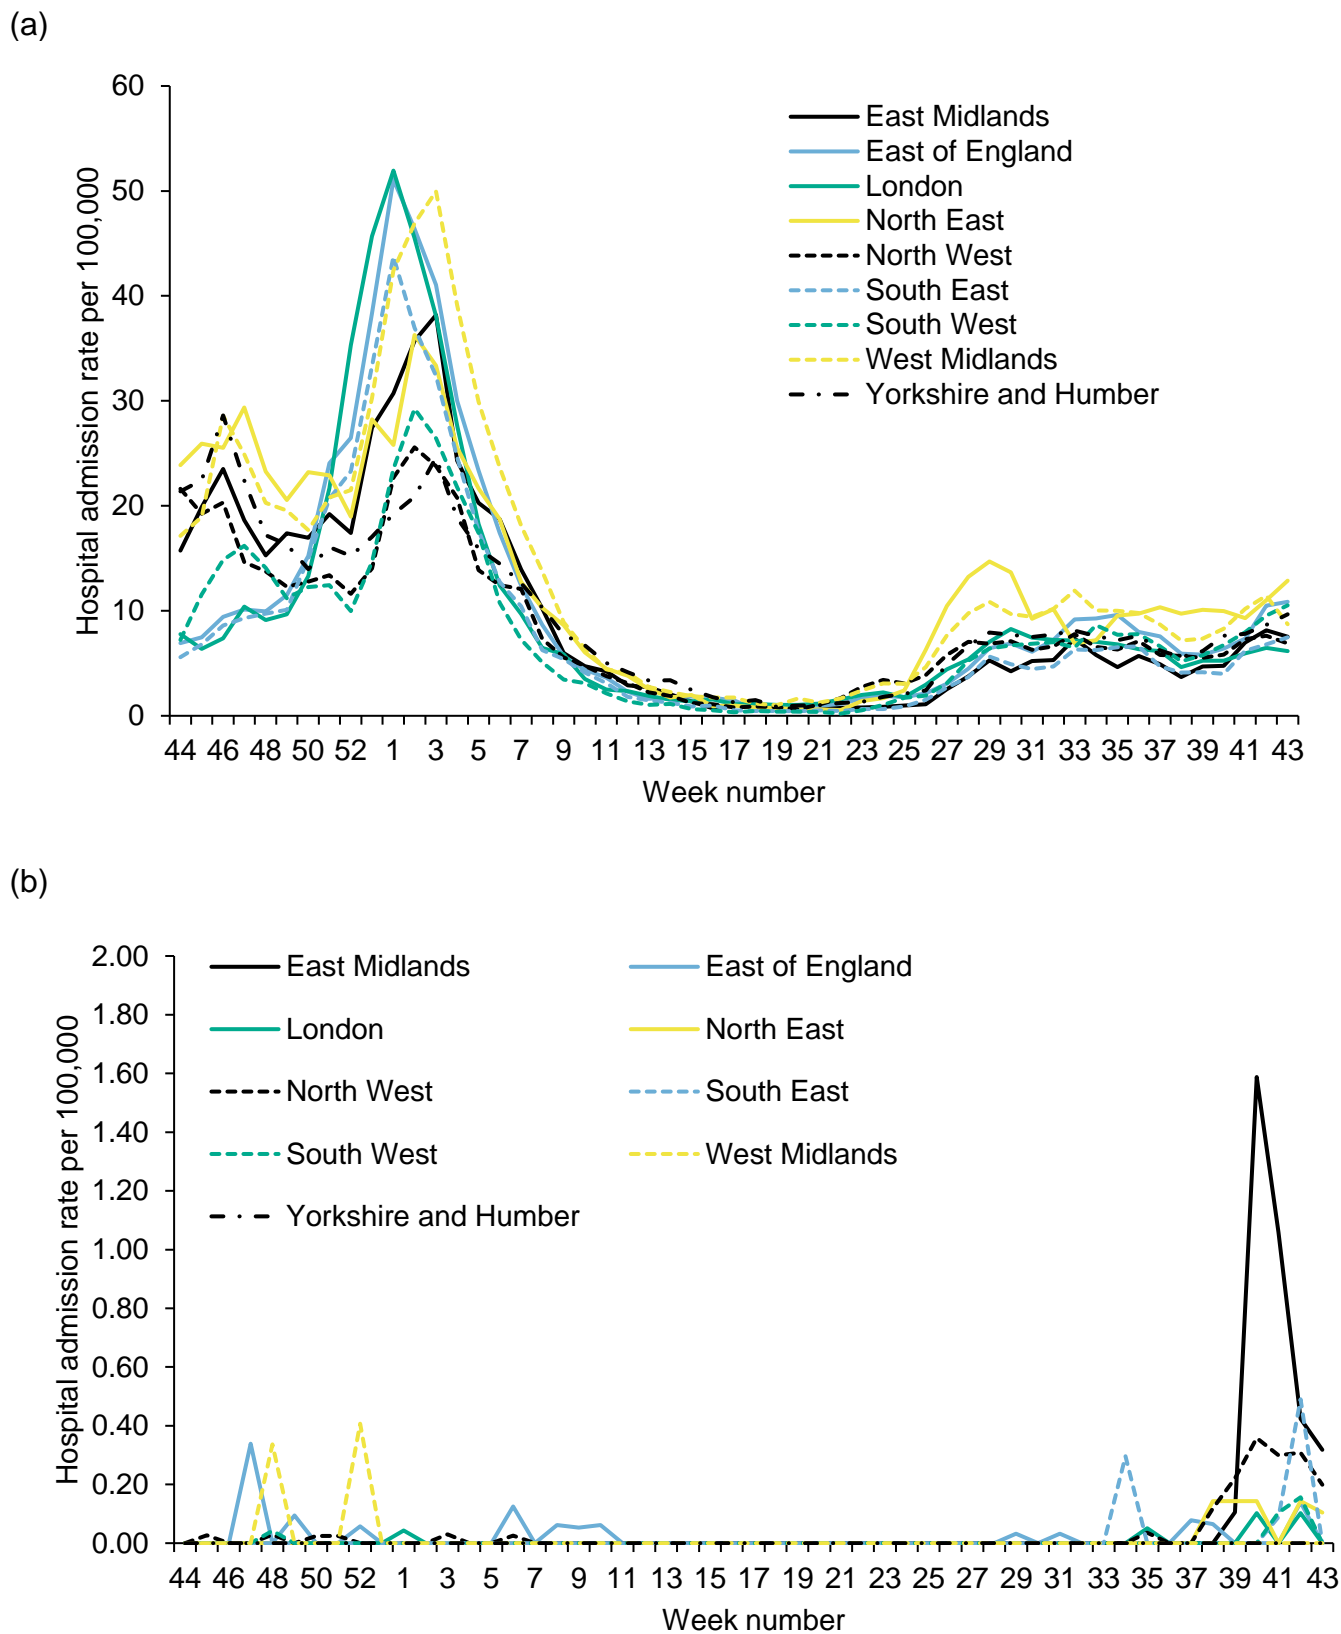 (a)
60
50
40
30
20
10
0
Hospital admission rate per 100,000
East Midlands
East of England
London
North East
North West
South East
South West
West Midlands
Yorkshire and Humber
44 46 48 50 52 1 3 5 7 9 11 13 15 17 19 21 23 25 27 29 31 33 35 37 39 41 43
Week number
(b)
2.00
1.80
1.60
1.40
1.20
1.00
0.80
0.60
0.40
0.20
0.00
Hospital admission rate per 100,000
East Midlands East of England
London North East
North West South East
South West West Midlands
Yorkshire and Humber
44 46 48 50 52 1 3 5 7 9 11 13 15 17 19 21 23 25 27 29 31 33 35 37 39 41 43
Week number